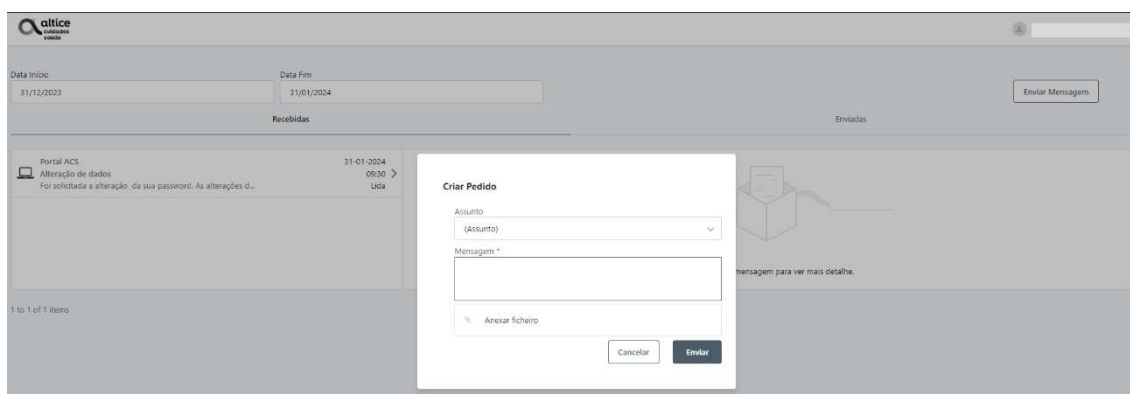 altice
cuidados
saúde
Data Início
Data Fim
31/12/2023
31/01/2024
Enviar Mensagem
Recebidas
Enviadas
Portal ACS
31-01-2024
Alteração de dados
09:30
Foi solicitada a alteração da sua password. As alterações d...
Lida
Criar Pedido
Assunto
(Assunto)
Mensagem *
mensagem para ver mais detalhe.
Anexar ficheiro
1 to 1 of 1 items
Cancelar
Enviar